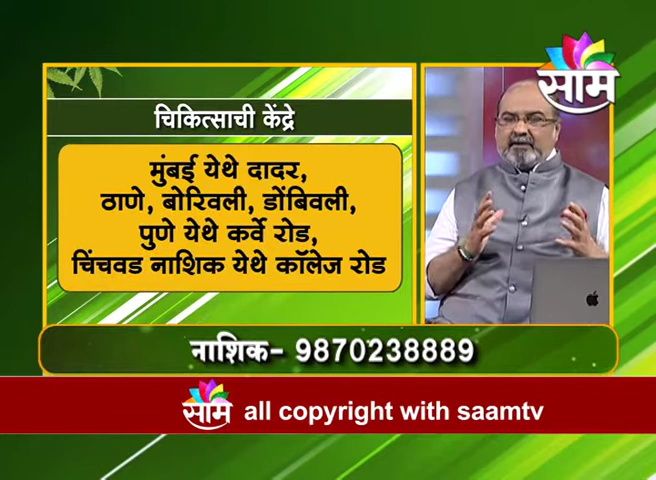 साम
चिकित्साची केंद्रे
मुंबई येथे दादर,
ठाणे, बोरिवली, डोंबिवली,
पुणे येथे कर्वे रोड,
चिंचवड नाशिक येथे कॉलेज रोड
नाशिक- 9870238889
साम all copyright with saamtv